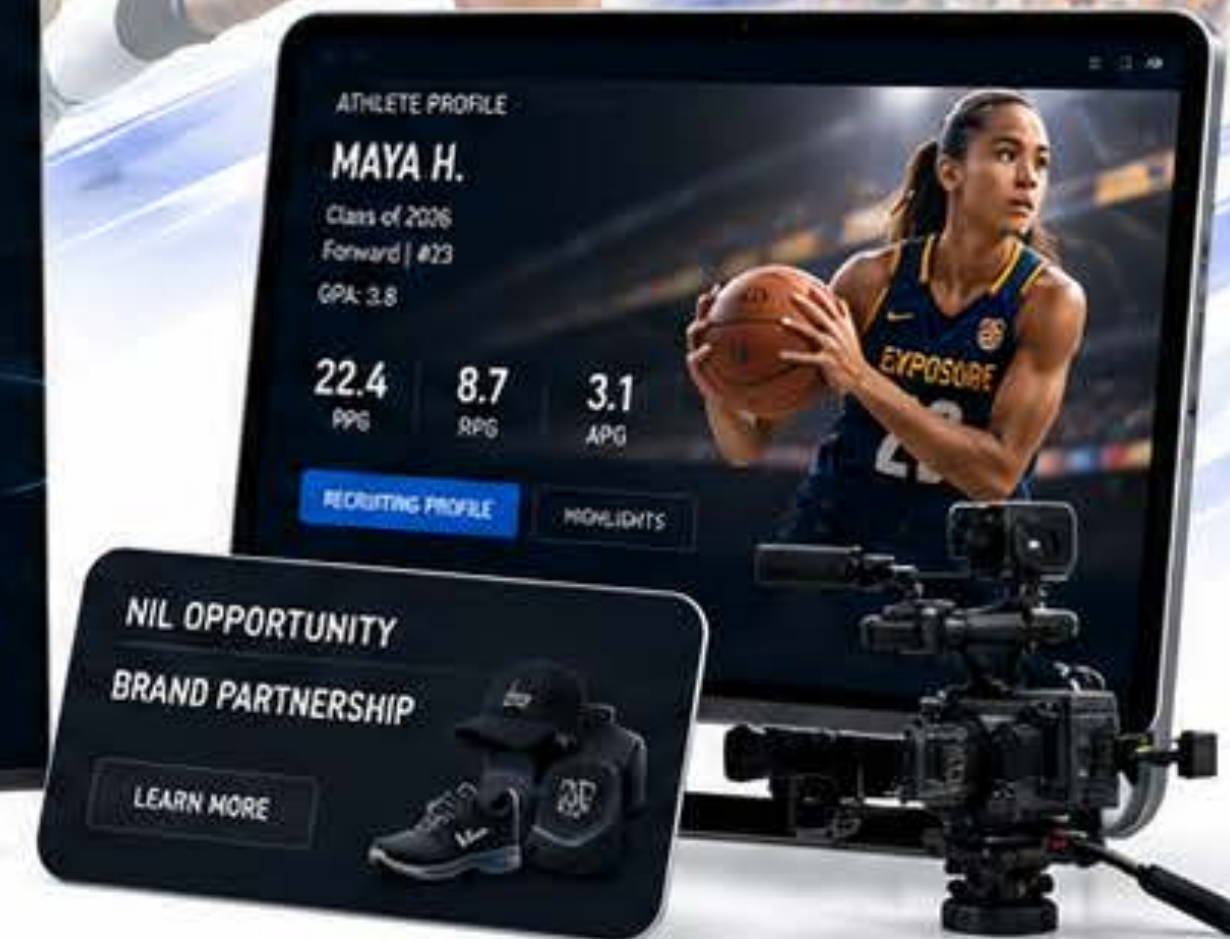 ATHLETE PROFILE
MAYA H.
Class of 2026
Forward | #23
GPA: 3.8
22.4
PPG
8.7
RPG
3.1
APG
RECRUITING PROFILE
HIGHLIGHTS
EXPOSURE
NIL OPPORTUNITY
BRAND PARTNERSHIP
LEARN MORE